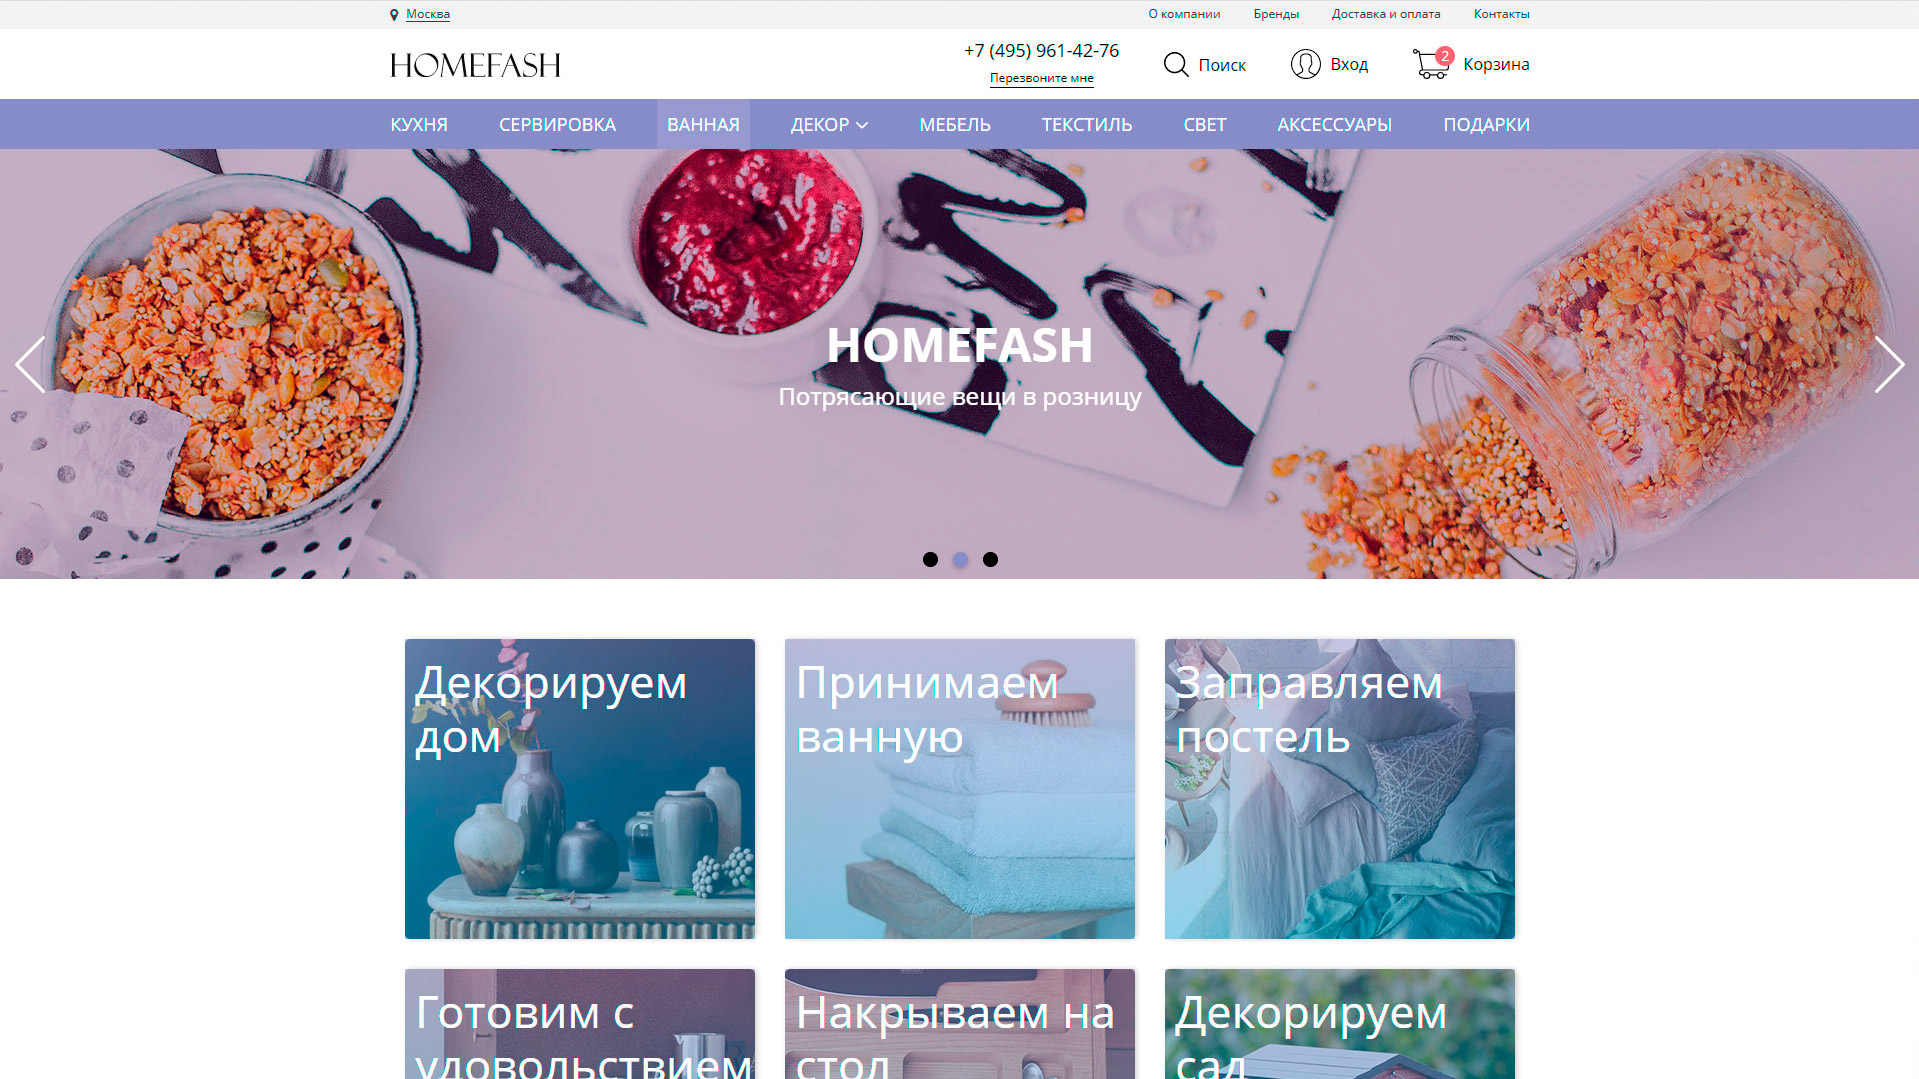 Москва
О компании Бренды Доставка и оплата Контакты
HOMEFASH
+7 (495) 961-42-76
Перезвоните мне
Поиск
Вход
2
Корзина
КУХНЯ СЕРВИРОВКА ВАННАЯ ДЕКОР МЕБЕЛЬ ТЕКСТИЛЬ СВЕТ АКСЕССУАРЫ ПОДАРКИ
HOMEFASH
Потрясающие вещи в розницу
Декорируем
дом
Принимаем
ванную
Заправляем
постель
Готовим с
удовольствием
Накрываем на
стол
Декорируем
сад